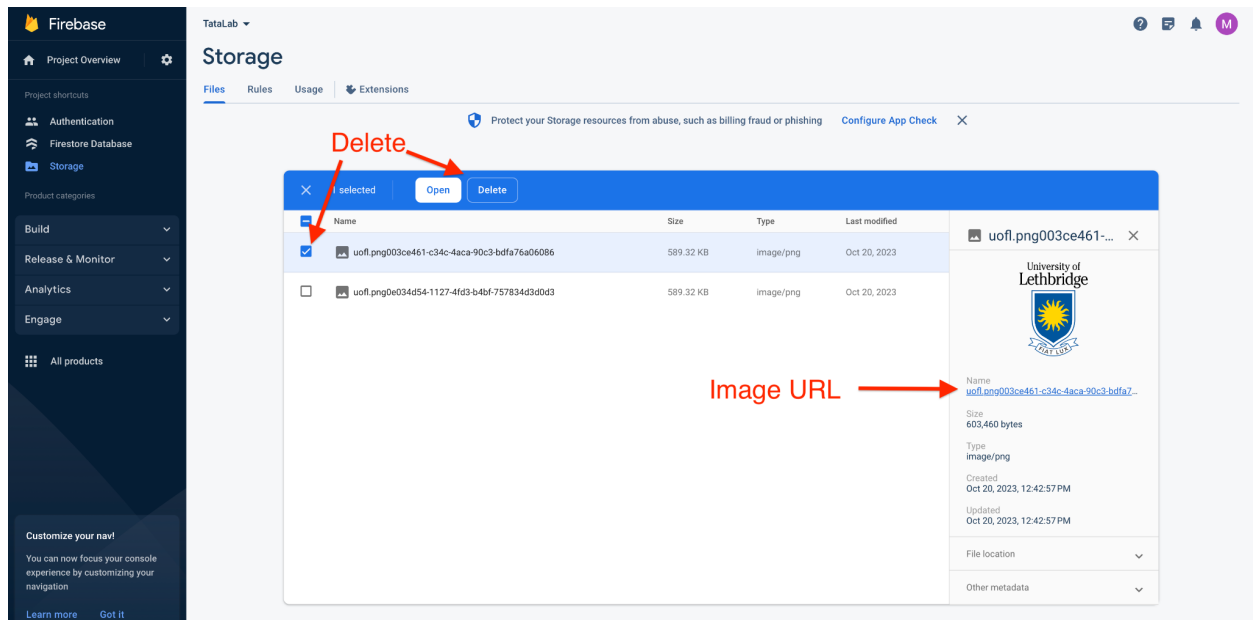 Firebase
TataLab
Project Overview
Storage
Files Rules Usage Extensions
Project shortcuts
Authentication
Firestore Database
Storage
Product categories
Build
Release & Monitor
Analytics
Engage
All products
Customize your nav!
You can now focus your console
experience by customizing your
navigation
Learn more Got it
M
Protect your Storage resources from abuse, such as billing fraud or phishing Configure App Check
Delete
1 selected Open Delete
Name Size Type Last modified
uofl.png003ce461-c34c-4aca-90c3-bdfa76a06086 589.32 KB image/png Oct 20, 2023
uofl.png0e034d54-1127-4fd3-b4bf-757834d3d0d3 589.32 KB image/png Oct 20, 2023
Image URL
uofl.png003ce461-...
University of
Lethbridge
FIAT LUX
Name
uofl.png003ce461-c34c-4aca-90c3-bdfa7...
Size
603,460 bytes
Type
image/png
Created
Oct 20, 2023, 12:42:57 PM
Updated
Oct 20, 2023, 12:42:57 PM
File location
Other metadata